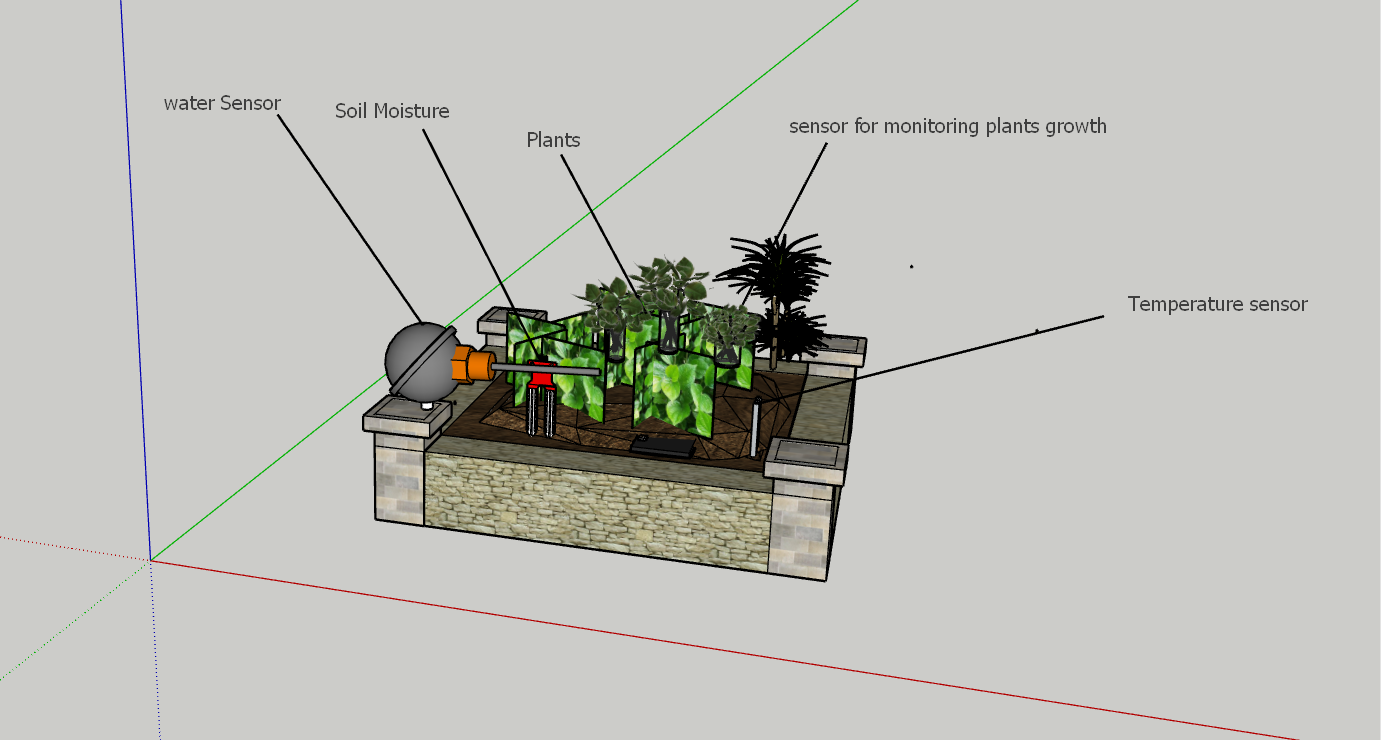 water Sensor
Soil Moisture
Plants
sensor for monitoring plants growth
Temperature sensor